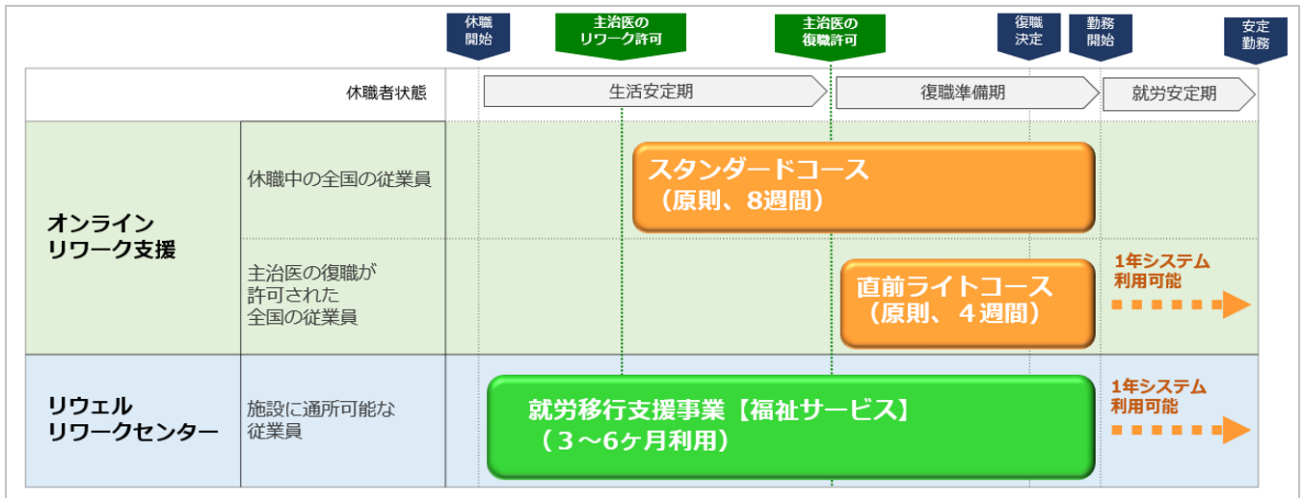 休職
開始
主治医の
リワーク許可
主治医の
復職許可
復職
決定
勤務
開始
安定
勤務
休職者状態
生活安定期
復職準備期
就労安定期
オンライン
リワーク支援
休職中の全国の従業員
スタンダードコース
（原則、8週間）
主治医の復職が
許可された
全国の従業員
直前ライトコース
（原則、４週間）
1年システム
利用可能
リウェル
リワークセンター
施設に通所可能な
従業員
就労移行支援事業【福祉サービス】
（３～6ヶ月利用）
1年システム
利用可能